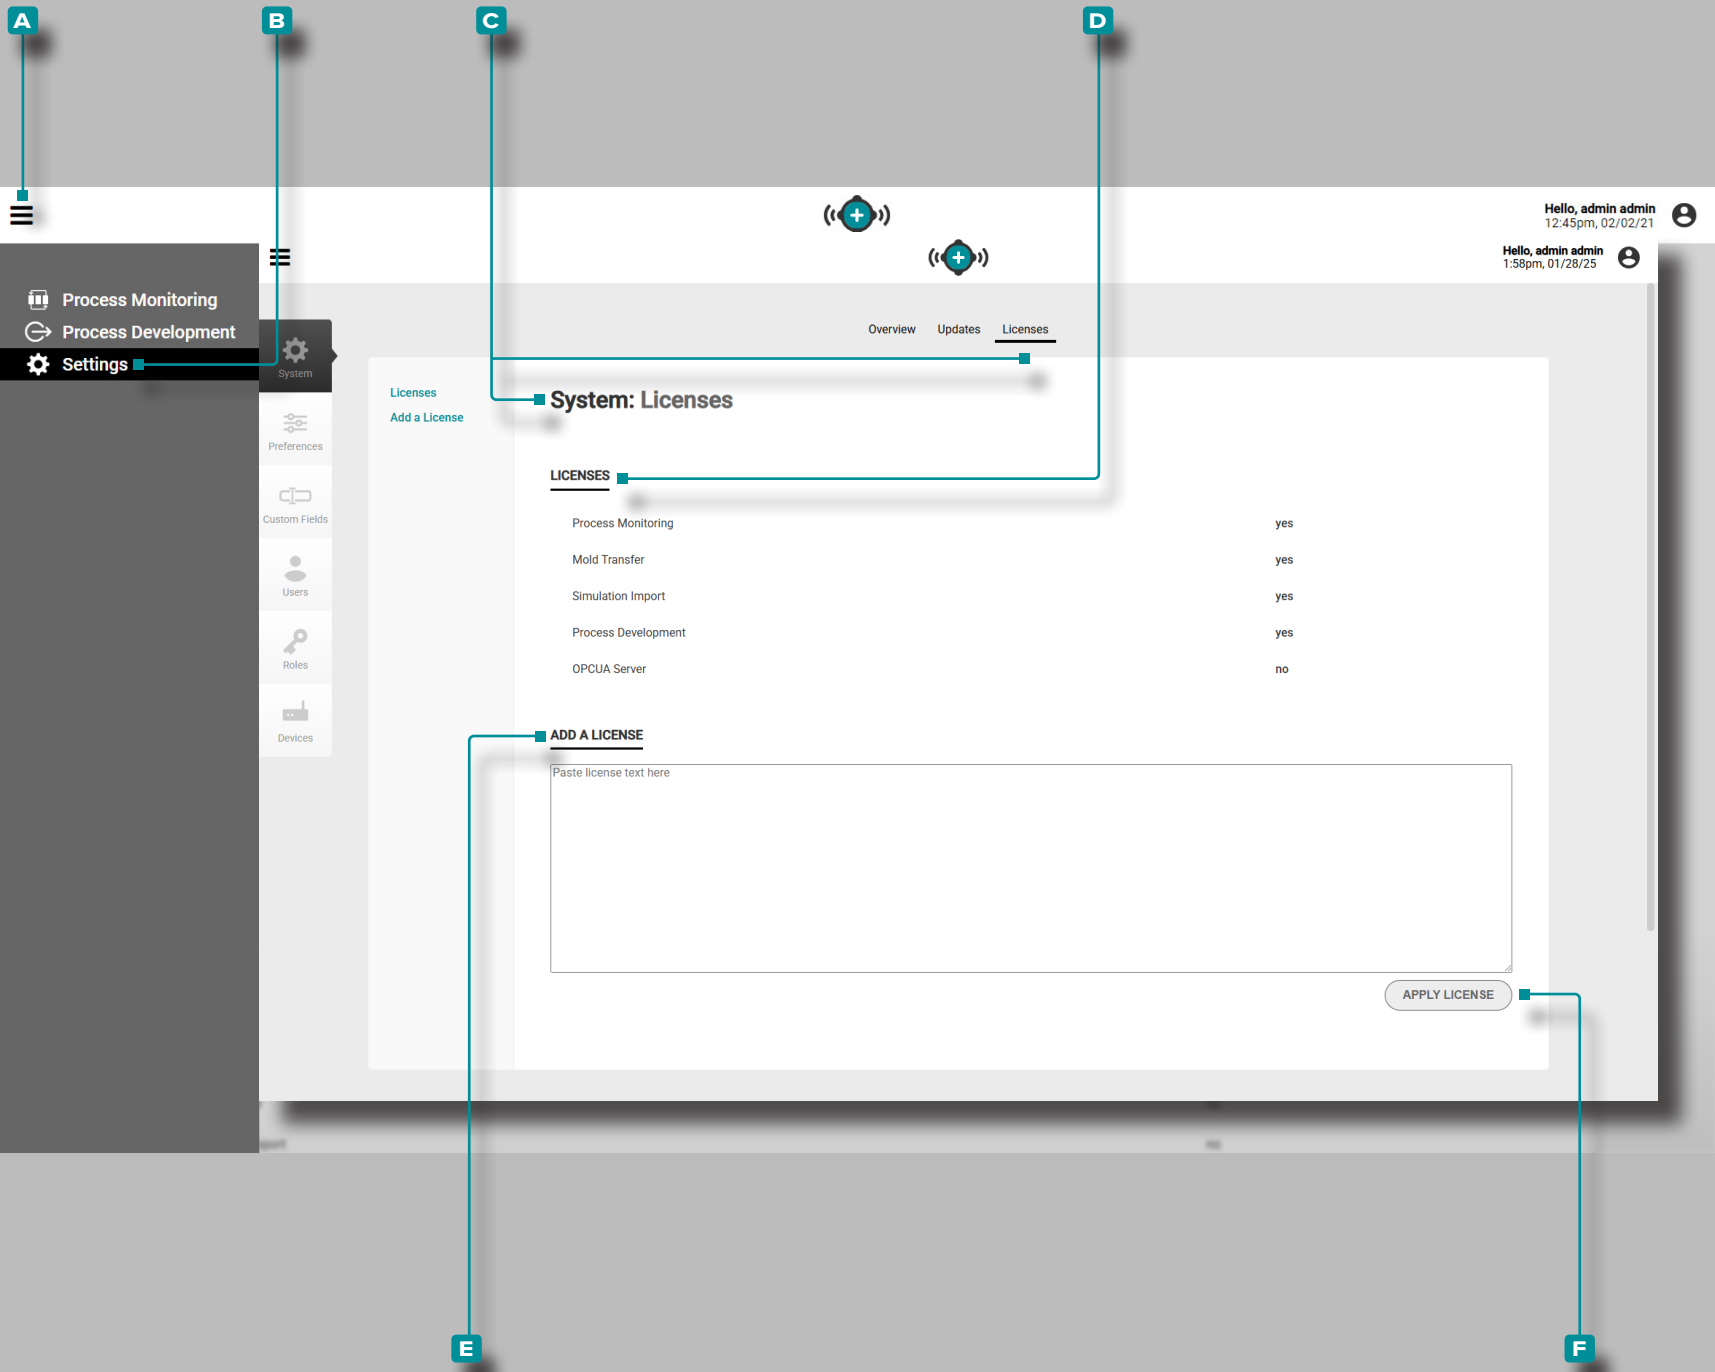 A
B
C
D
Hello, admin admin
12:45pm, 02/02/21
Hello, admin admin
1:58pm, 01/28/25
Process Monitoring
Process Development
Settings
System
Preferences
Custom Fields
Users
Roles
Devices
Overview Updates Licenses
Licenses
Add a License
System: Licenses
LICENSES
Process Monitoring yes
Mold Transfer yes
Simulation Import yes
Process Development yes
OPCUA Server no
ADD A LICENSE
Paste license text here
APPLY LICENSE
E
F